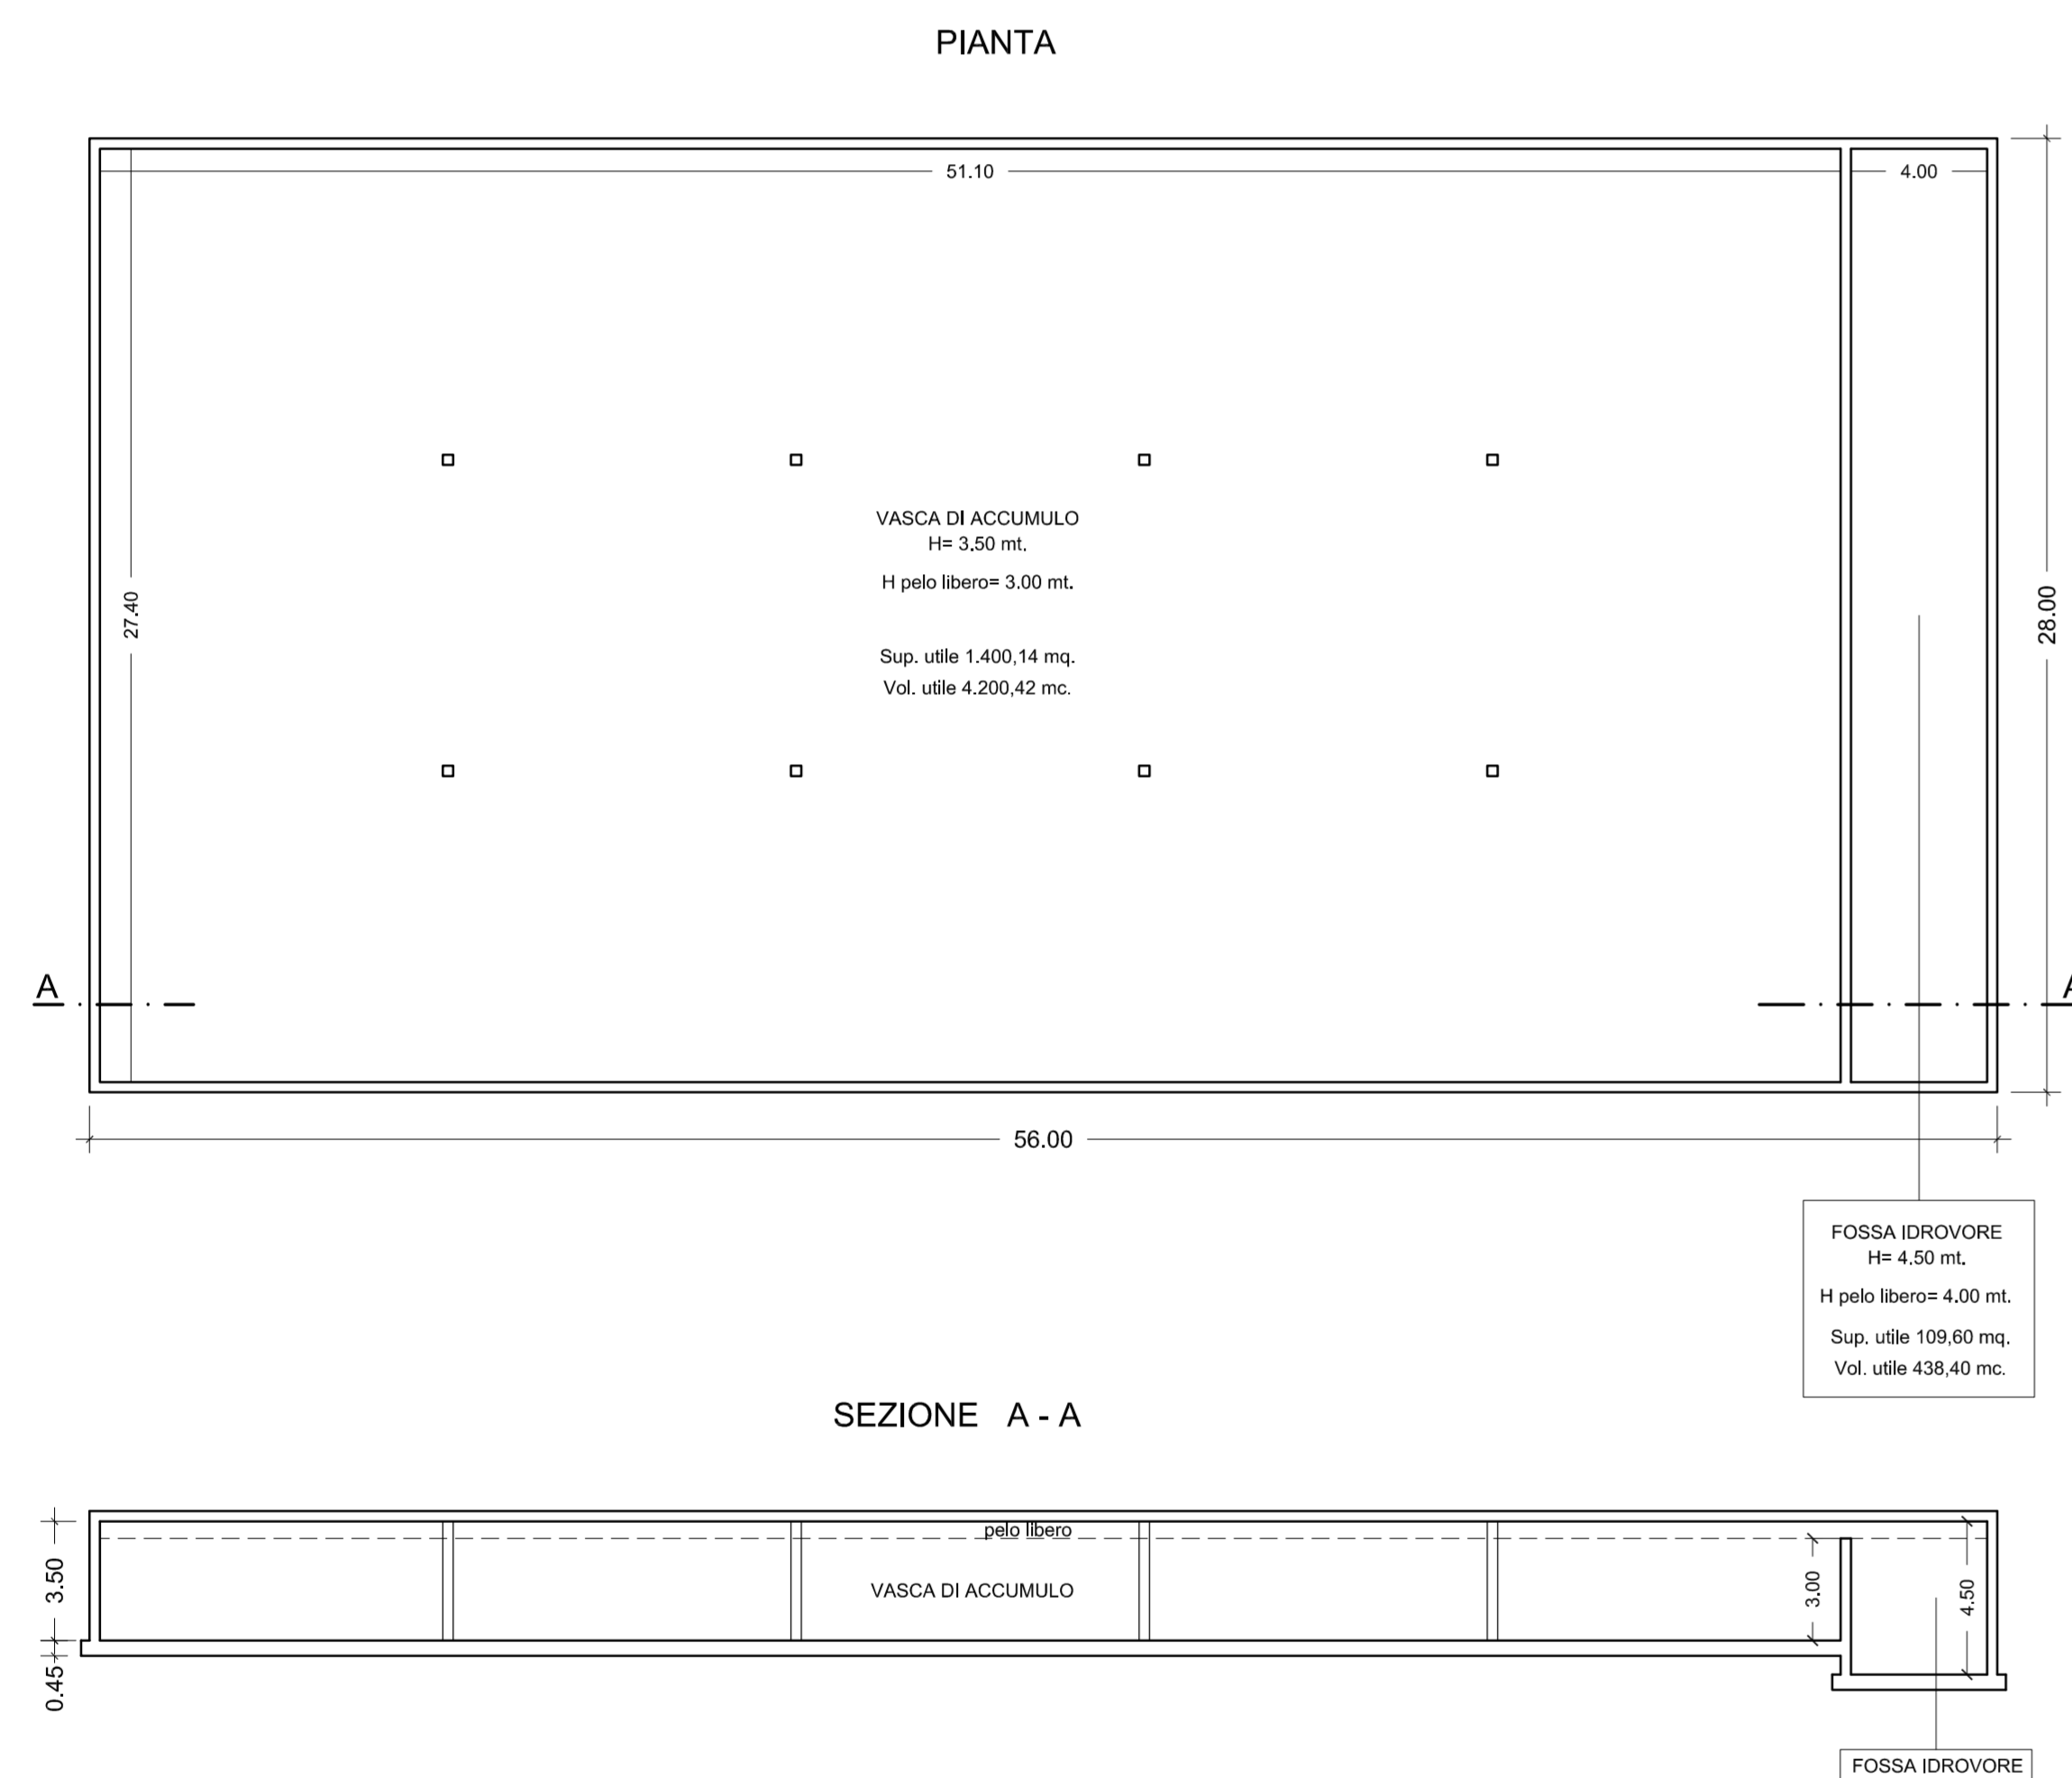 PIANTA
51.10
4.00
27.40
28.00
VASCA DI ACCUMULO
H= 3.50 mt.
H pelo libero= 3.00 mt.
Sup. utile 1.400,14 mq.
Vol. utile 4.200,42 mc.
A
A
56.00
FOSSA IDROVORE
H= 4.50 mt.
H pelo libero= 4.00 mt.
Sup. utile 109,60 mq.
Vol. utile 438,40 mc.
SEZIONE A - A
pelo libero
3.50
VASCA DI ACCUMULO
3.00
4.50
0.45
FOSSA IDROVORE